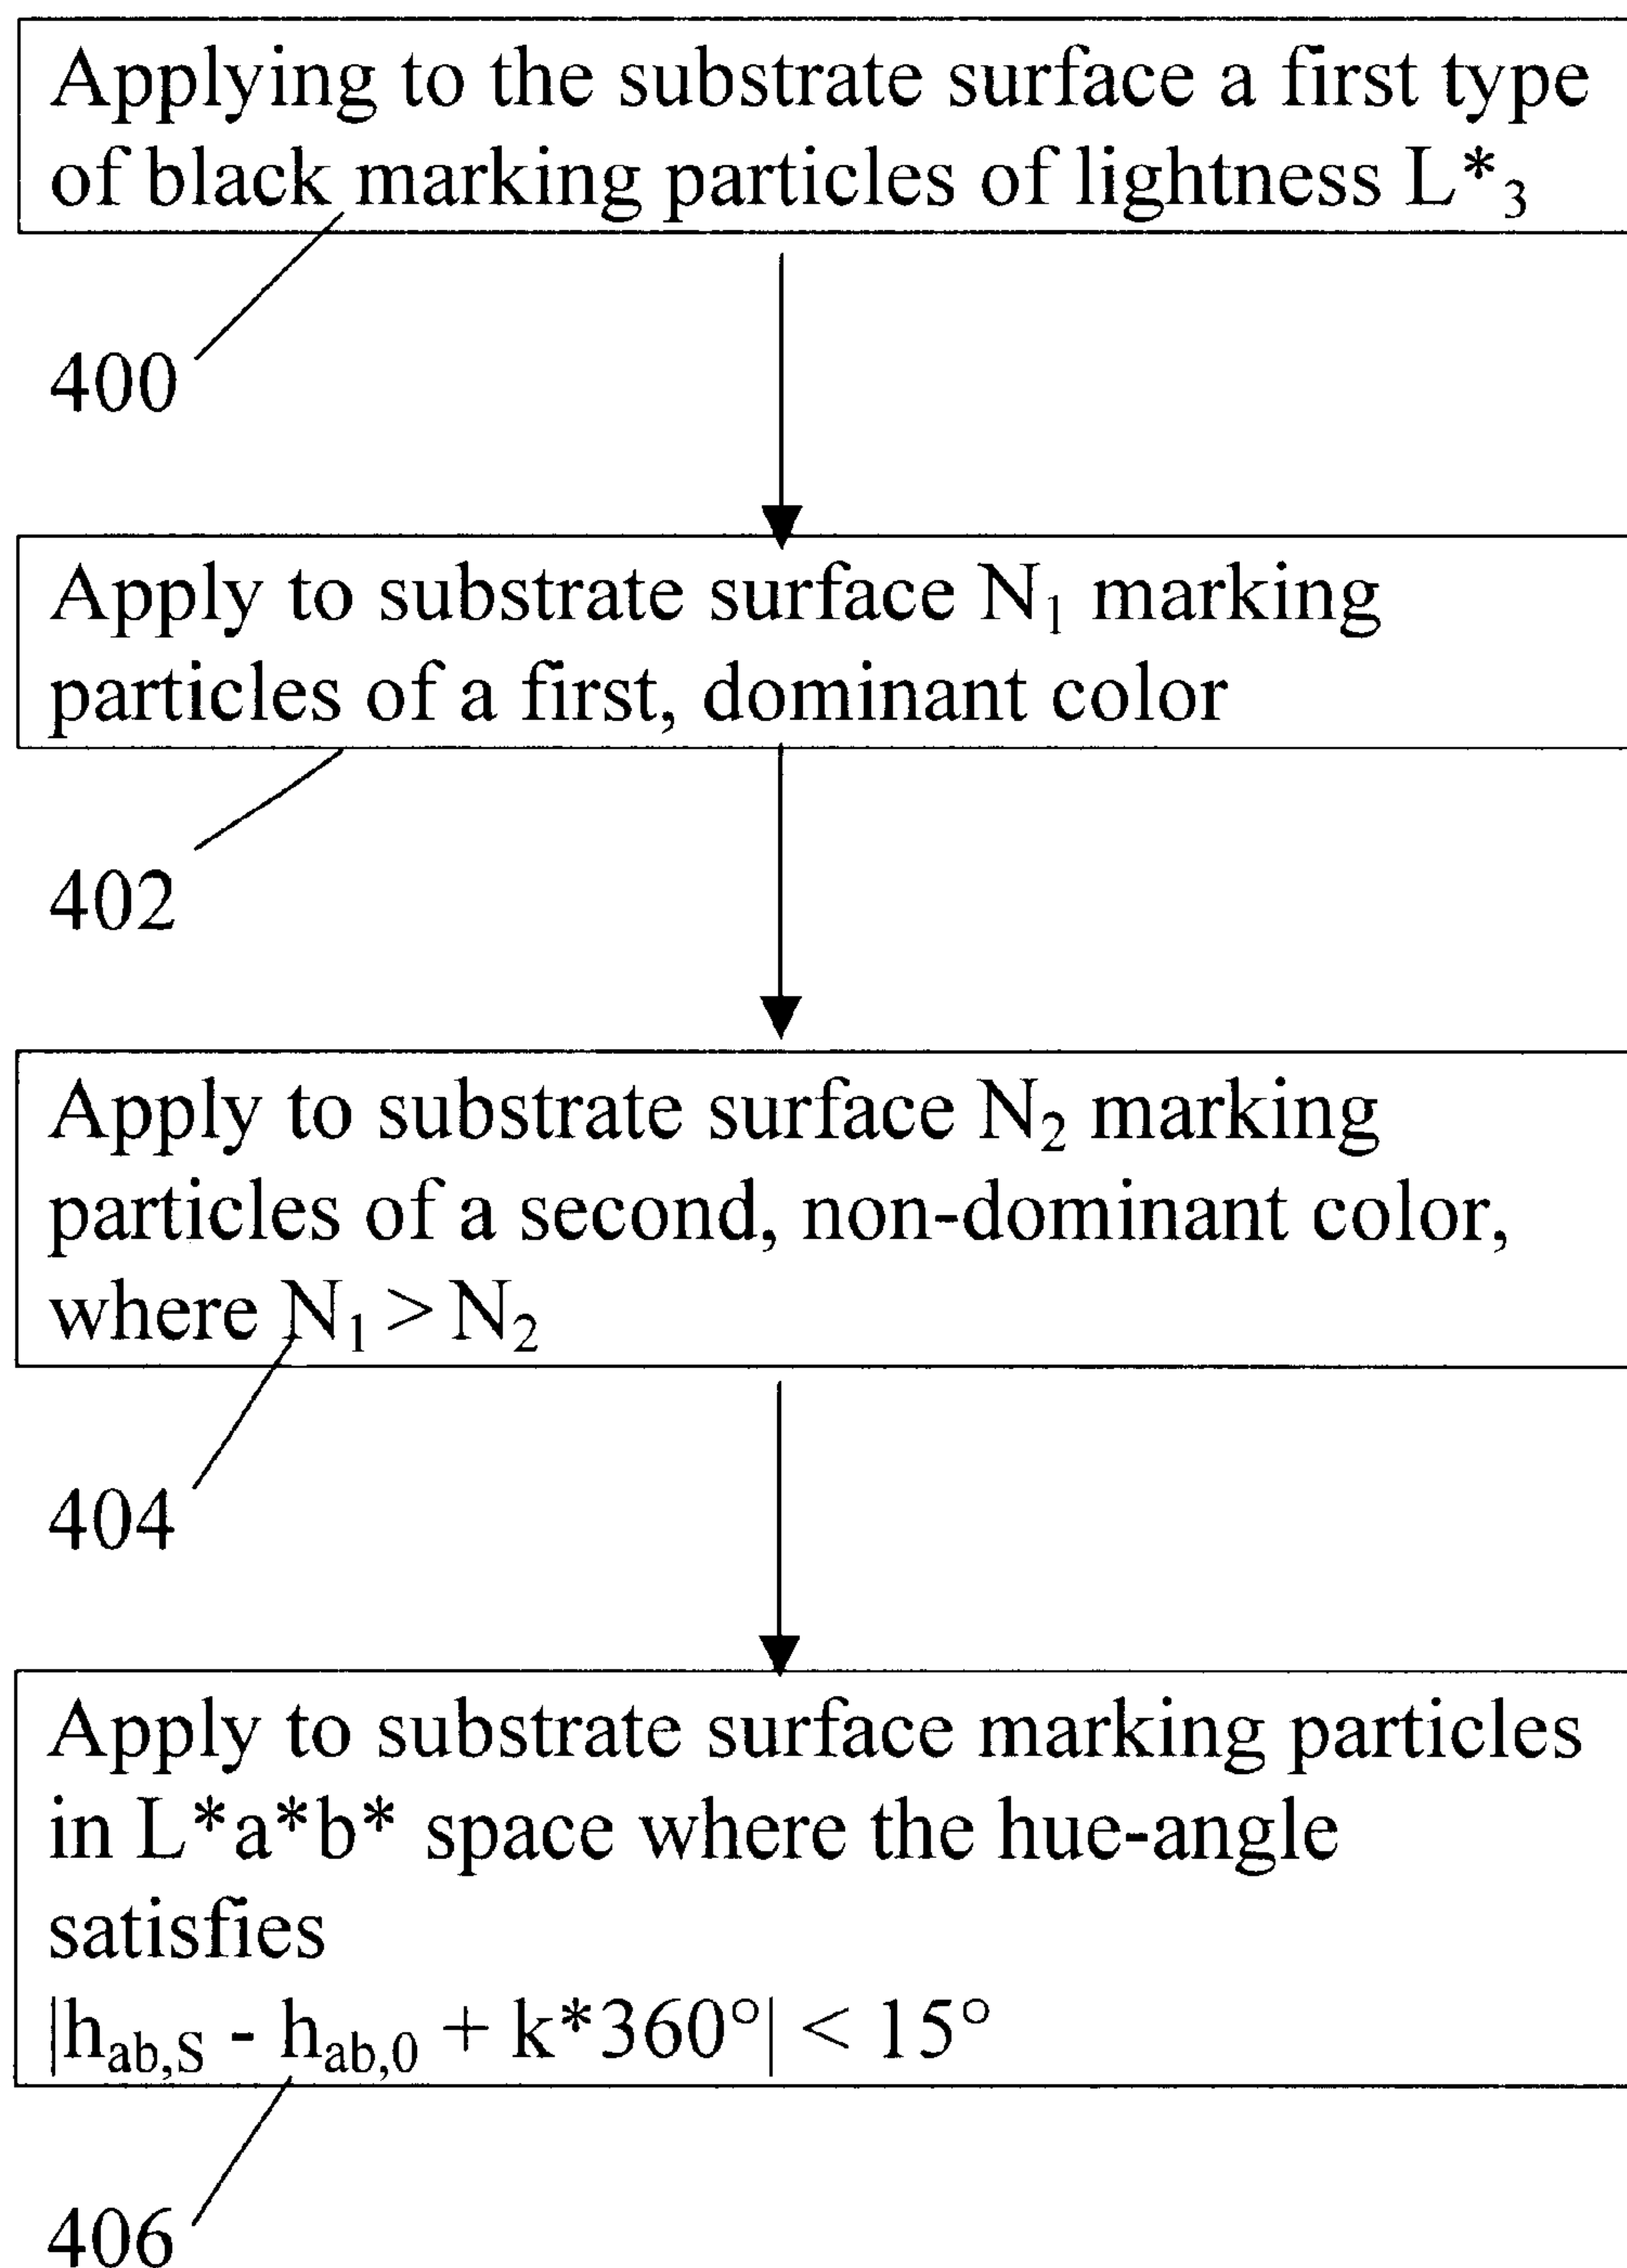 Applying to the substrate surface a first type
of black marking particles of lightness L*₃
400
Apply to substrate surface N₁ marking
particles of a first, dominant color
402
Apply to substrate surface N₂ marking
particles of a second, non-dominant color,
where N₁ > N₂
404
Apply to substrate surface marking particles
in L*a*b* space where the hue-angle
satisfies
|h_ab,S - h_ab,0 + k*360°| < 15°
406